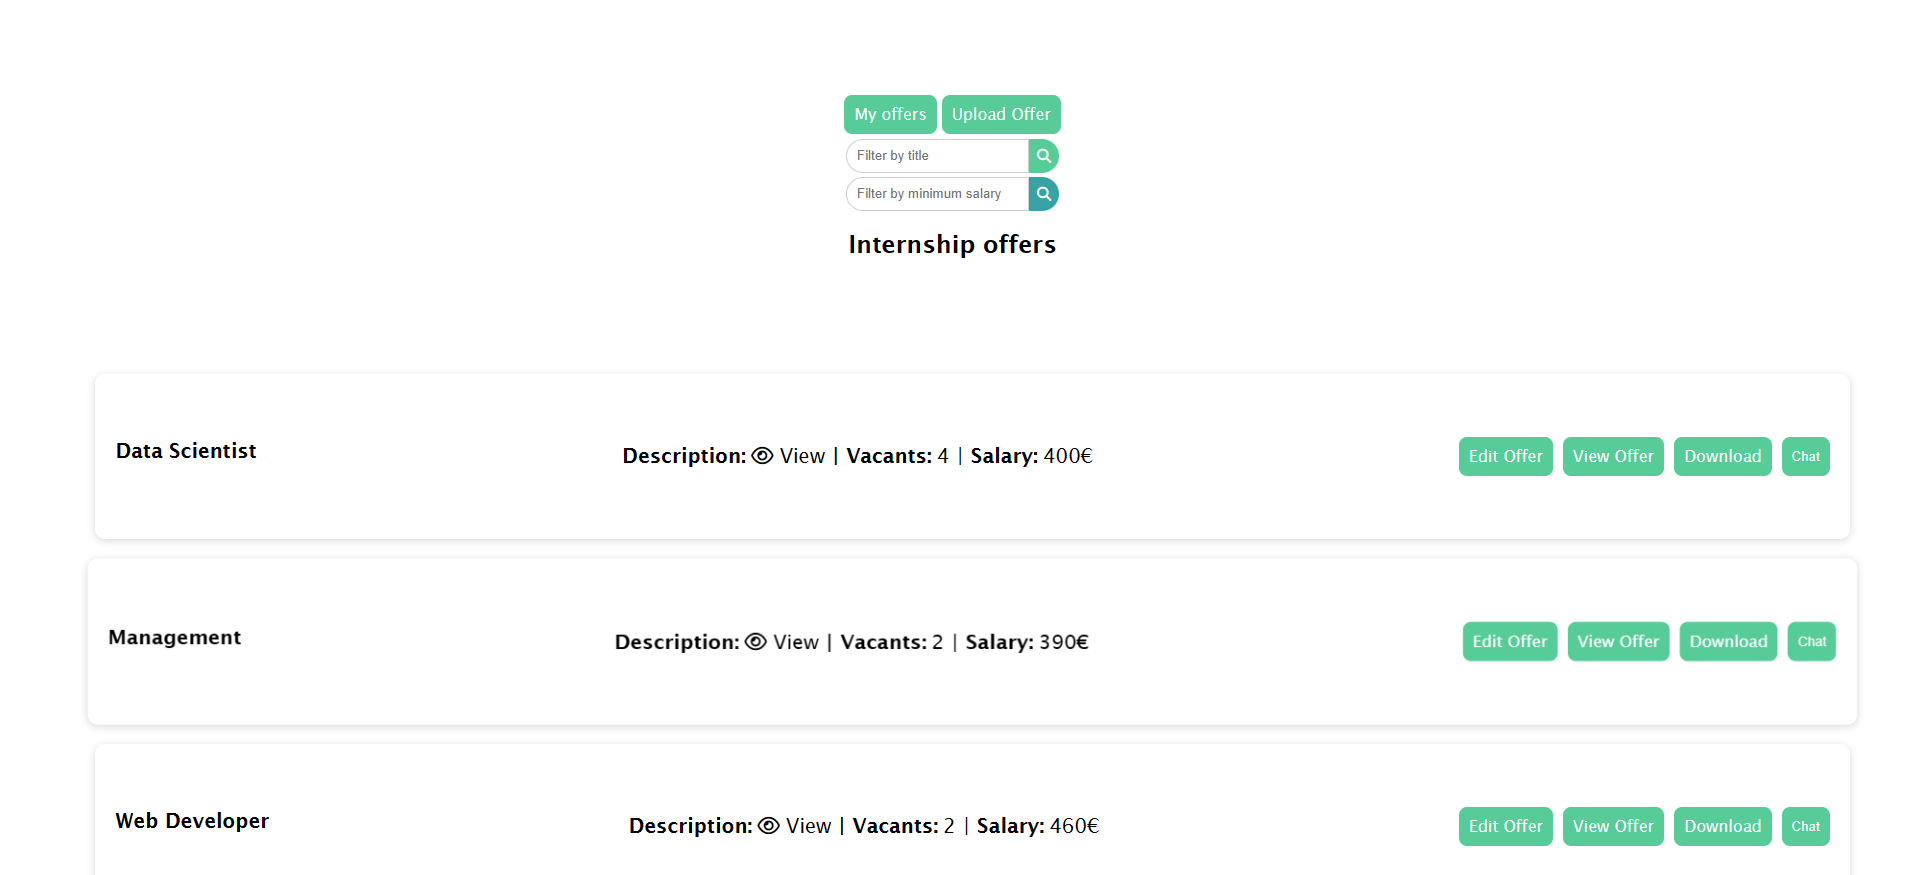 My offers Upload Offer
Filter by title
Filter by minimum salary
Internship offers
Data Scientist Description: View | Vacants: 4 | Salary: 400€ Edit Offer View Offer Download Chat
Management Description: View | Vacants: 2 | Salary: 390€ Edit Offer View Offer Download Chat
Web Developer Description: View | Vacants: 2 | Salary: 460€ Edit Offer View Offer Download Chat